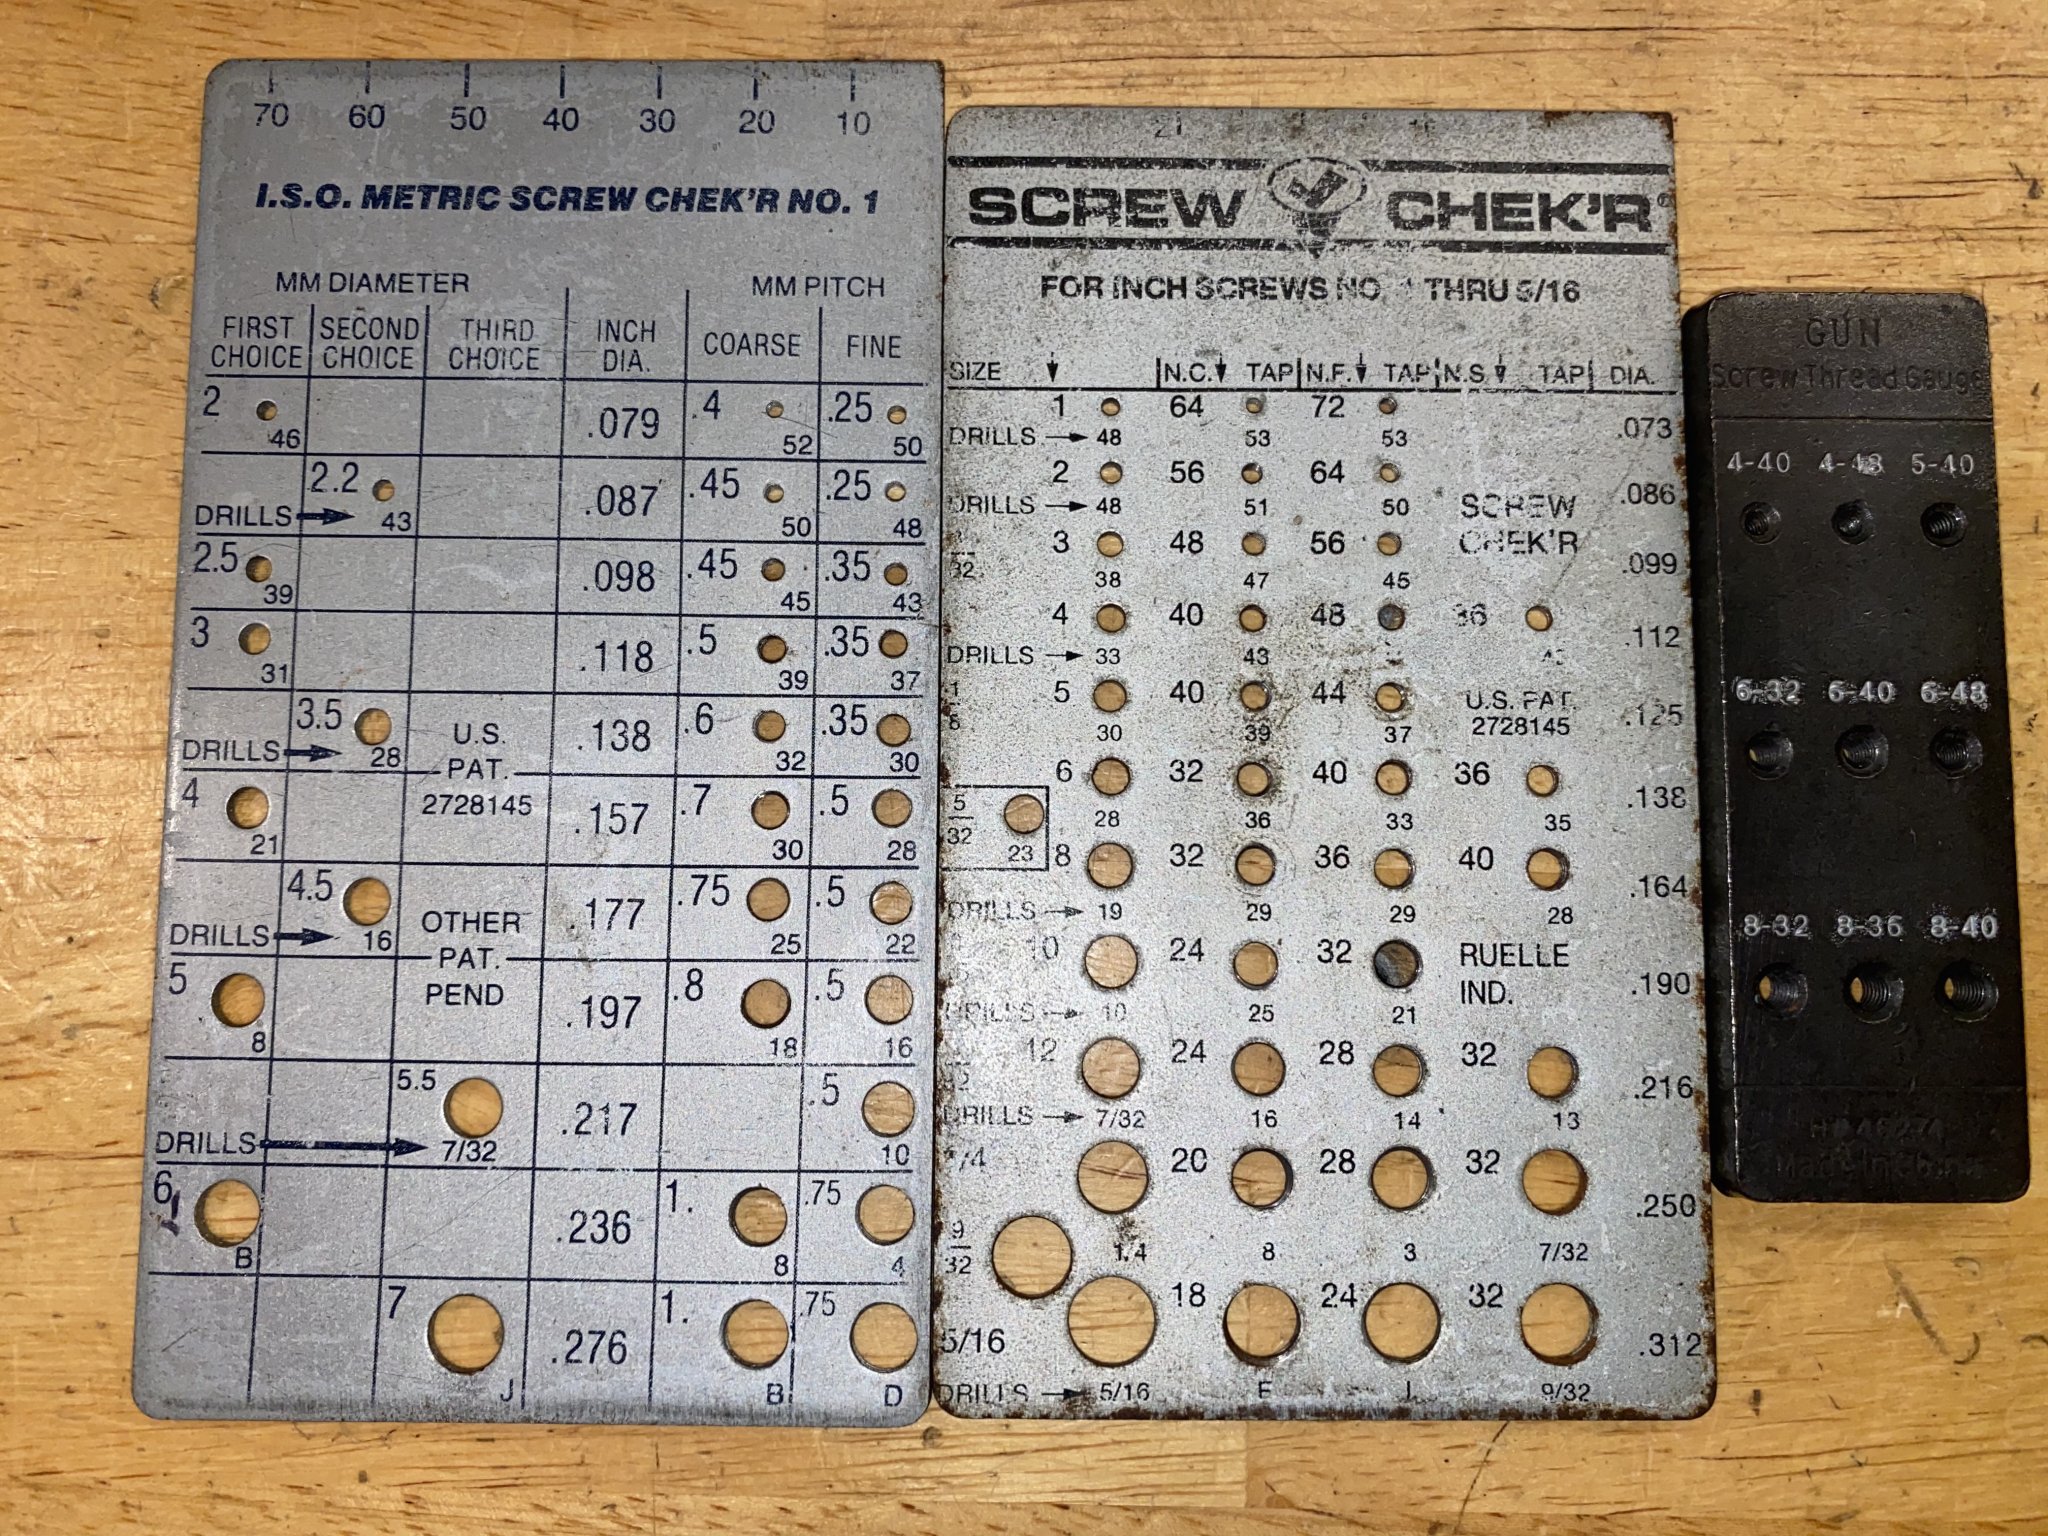 70 60 50 40 30 20 10
I.S.O. METRIC SCREW CHEK'R NO. 1
MM DIAMETER MM PITCH
FIRST CHOICE SECOND CHOICE THIRD CHOICE INCH DIA. COARSE FINE
2 .079 .4 .25
46 52 50
2.2 .087 .45 .25
DRILLS 43 50 48
2.5 .098 .45 .35
39 45 43
3 .118 .5 .35
31 39 37
3.5 U.S. .138 .6 .35
DRILLS 28 PAT. 32 30
4 2728145 .157 .7 .5
21 30 28
4.5 OTHER .177 .75 .5
DRILLS 16 PAT. 25 22
5 PEND .197 .8 .5
8 18 16
5.5 .217 .5
DRILLS 7/32 10
6 .236 1. .75
B 8 4
7 .276 1. .75
J B D
SCREW CHEK'R®
FOR INCH SCREWS NO. 1 THRU 5/16
SIZE N.C. TAP N.F. TAP N.S. TAP DIA.
1 64 72 .073
DRILLS 48 53 53
2 56 64 SCREW .086
DRILLS 48 51 50
3 48 56 CHEK'R .099
32 38 47 45
4 40 48 36 .112
DRILLS 33 43
1/8 5 40 44 U.S. PAT. .125
30 39 37 2728145
6 32 40 36 .138
5/32 23 28 36 33 35
8 32 36 40 .164
DRILLS 19 29 29 28
10 24 32 RUELLE IND. .190
DRILLS 10 25 21
12 24 28 32 .216
DRILLS 7/32 16 14 13
1/4 20 28 32 .250
9/32 1/4 8 3 7/32
5/16 18 24 32 .312
DRILLS 5/16 F I 9/32
GUN
Screw Thread Gauge
4-40 4-48 5-40
6-32 6-40 6-48
8-32 8-36 8-40
Made In China